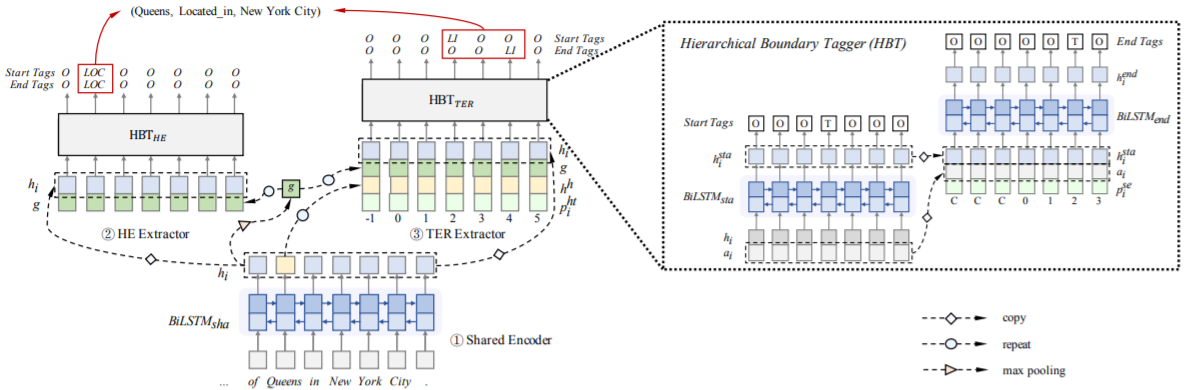 (Queens, Located_in, New York City)
Start Tags O LOC O O O O O
End Tags O LOC O O O O O
HBT_HE
h_i
g
② HE Extractor
O O O LI O O O Start Tags
O O O O O LI O End Tags
HBT_TER
h_i
g
h^h
p_i^ht
-1 0 1 2 3 4 5
③ TER Extractor
g
h_i
BiLSTM_sha
① Shared Encoder
... of Queens in New York City .
Hierarchical Boundary Tagger (HBT)
O O O O O T O End Tags
h_i^end
BiLSTM_end
h_i^sta
a_i
p_i^se
C C C 0 1 2 3
Start Tags O O O T O O O
h_i^sta
BiLSTM_sta
h_i
a_i
copy
repeat
max pooling